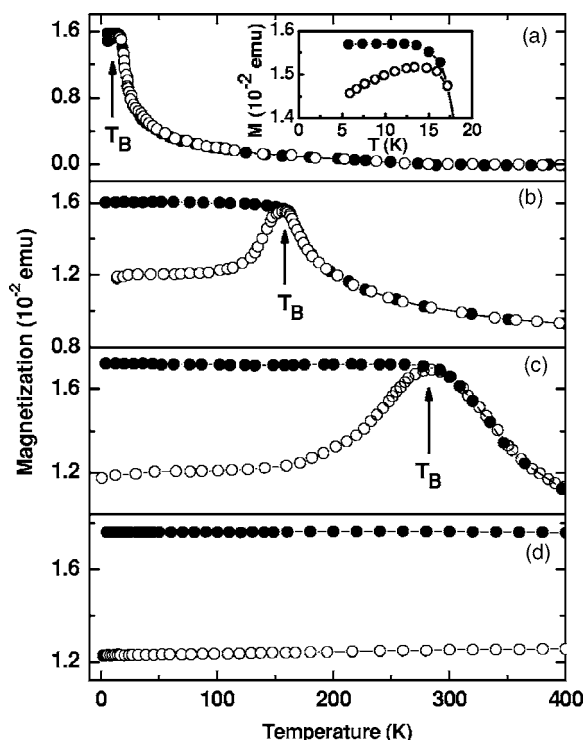 1.6
0.8
0.0
(a)
T_B
M (10^-2 emu)
1.6
1.5
1.4
0 5 10 15 20
T (K)
(b)
1.6
1.2
0.8
T_B
(c)
1.6
1.2
T_B
(d)
1.6
1.2
Magnetization (10^-2 emu)
0 100 200 300 400
Temperature (K)